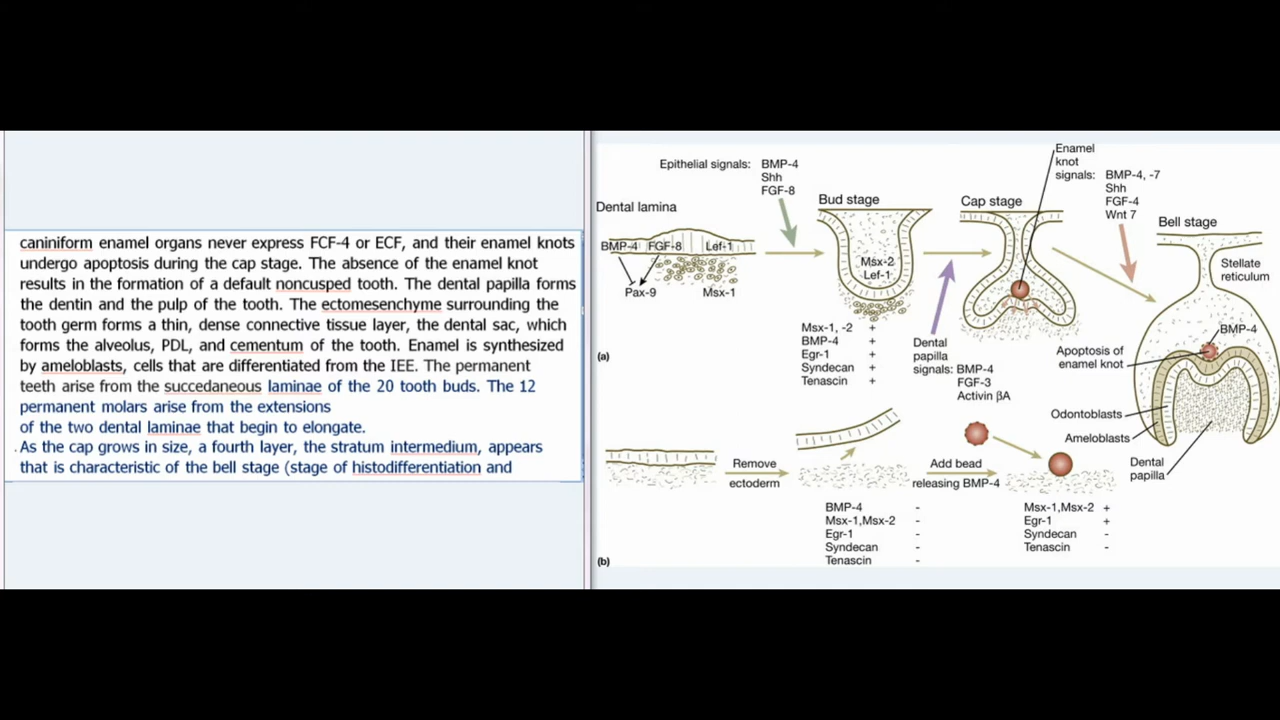 caniniform enamel organs never express FCF-4 or ECF, and their enamel knots
undergo apoptosis during the cap stage. The absence of the enamel knot
results in the formation of a default noncusped tooth. The dental papilla forms
the dentin and the pulp of the tooth. The ectomesenchyme surrounding the
tooth germ forms a thin, dense connective tissue layer, the dental sac, which
forms the alveolus, PDL, and cementum of the tooth. Enamel is synthesized
by ameloblasts, cells that are differentiated from the IEE. The permanent
teeth arise from the succedaneous laminae of the 20 tooth buds. The 12
permanent molars arise from the extensions
of the two dental laminae that begin to elongate.
As the cap grows in size, a fourth layer, the stratum intermedium, appears
that is characteristic of the bell stage (stage of histodifferentiation and
Epithelial signals: BMP-4
Shh
FGF-8
Dental lamina
BMP-4 FGF-8 Lef-1
Pax-9 Msx-1
Bud stage
Msx-2
Lef-1
Msx-1, -2 +
BMP-4 +
Egr-1 +
Syndecan +
Tenascin +
Cap stage
Dental
papilla
signals: BMP-4
FGF-3
Activin βA
Enamel
knot
signals: BMP-4, -7
Shh
FGF-4
Wnt 7
Bell stage
Stellate
reticulum
BMP-4
Apoptosis of
enamel knot
Odontoblasts
Ameloblasts
Dental
papilla
(a)
Remove
ectoderm
Add bead
releasing BMP-4
BMP-4 -
Msx-1,Msx-2 -
Egr-1 -
Syndecan -
Tenascin -
Msx-1,Msx-2 +
Egr-1 +
Syndecan -
Tenascin -
(b)